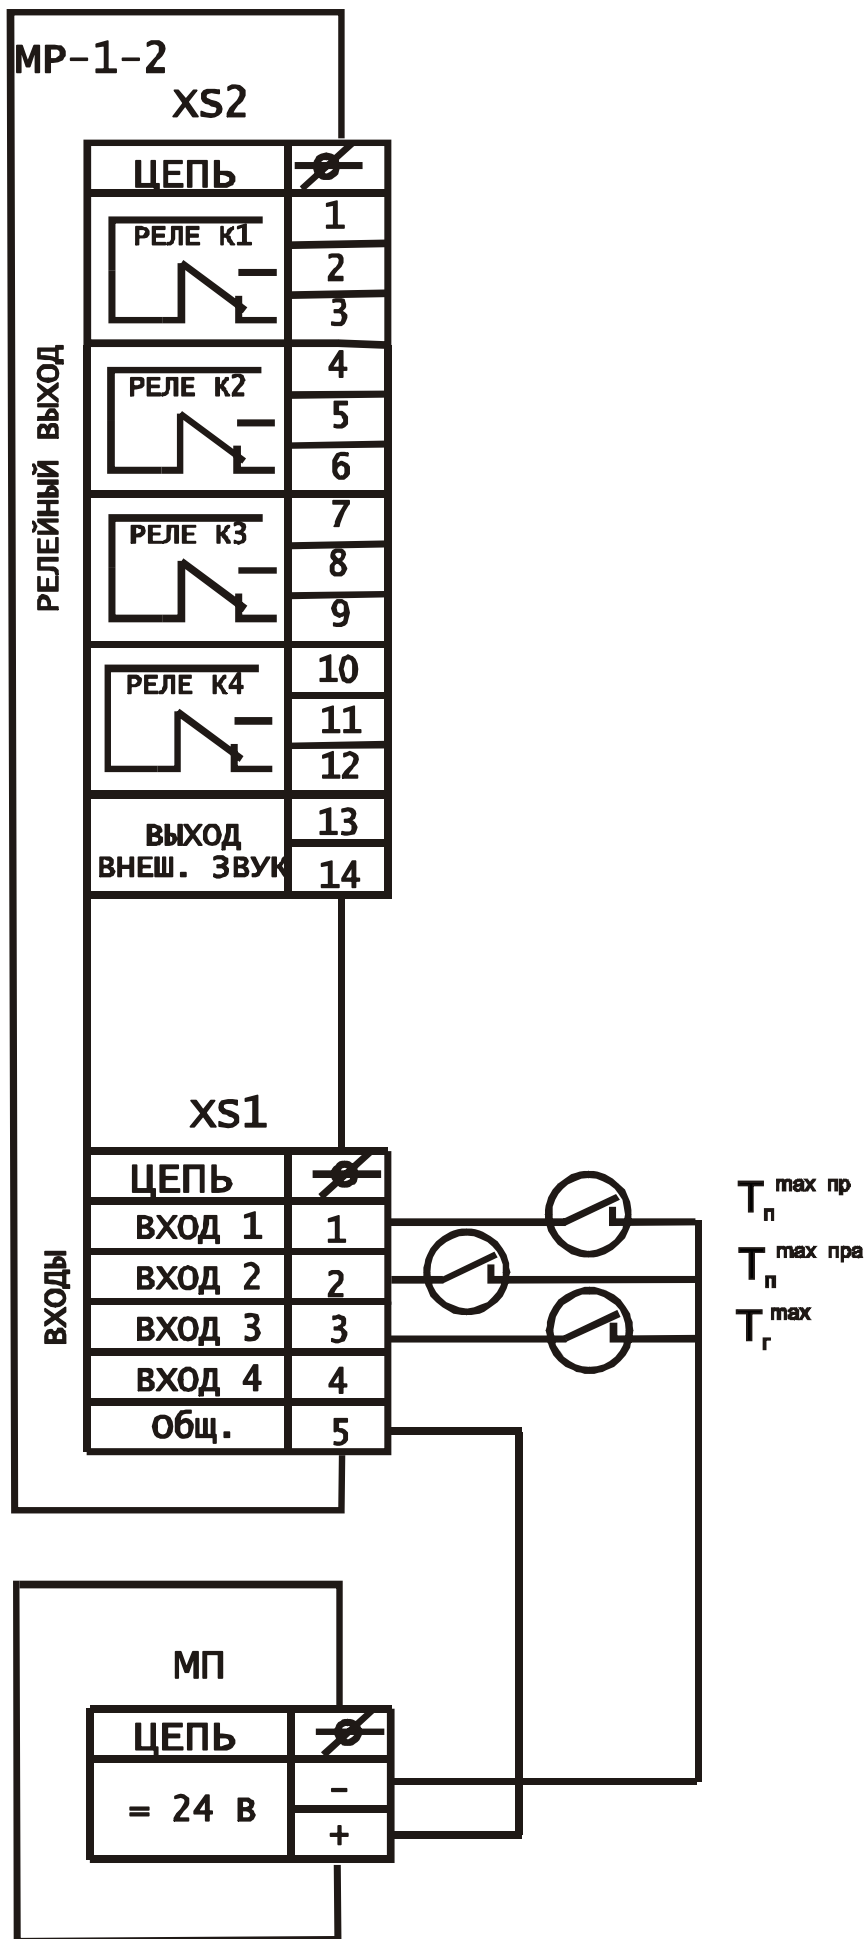 МР-1-2
XS2
ЦЕПЬ
РЕЛЕ К1
1
2
3
РЕЛЕ К2
4
5
6
РЕЛЕ К3
7
8
9
РЕЛЕ К4
10
11
12
ВЫХОД
ВНЕШ. ЗВУК
13
14
РЕЛЕЙНЫЙ ВЫХОД
XS1
ЦЕПЬ
ВХОД 1 1
ВХОД 2 2
ВХОД 3 3
ВХОД 4 4
Общ. 5
ВХОДЫ
Tп max пр
Tп max пра
Tг max
МП
ЦЕПЬ
= 24 В
-
+